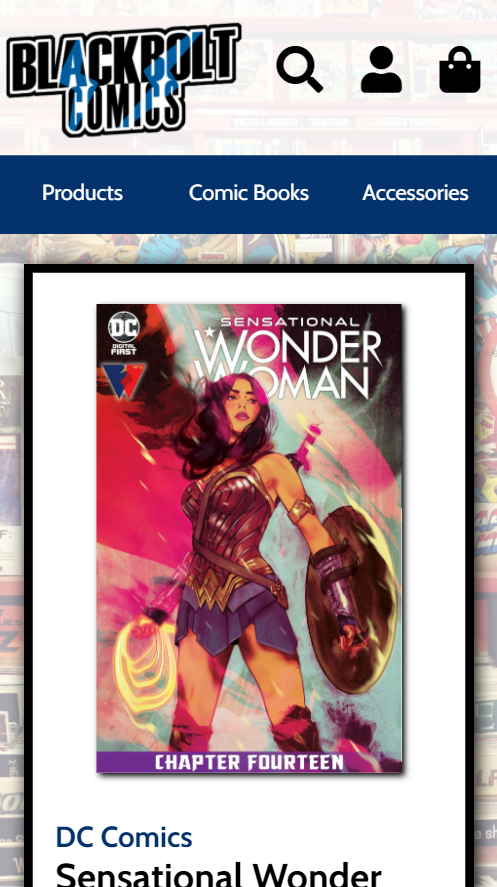 BLACKBOLT
COMICS
Products
Comic Books
Accessories
DC
DIGITAL
FIRST
SENSATIONAL
WONDER
WOMAN
CHAPTER FOURTEEN
DC Comics
Sensational Wonder